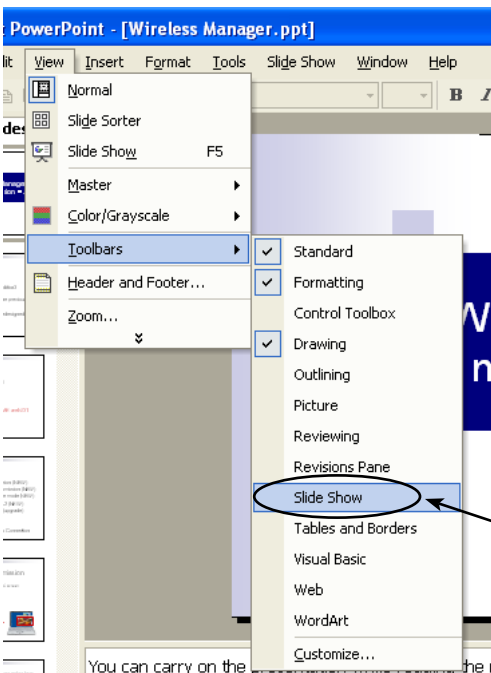 PowerPoint - [Wireless Manager.ppt]
View Insert Format Tools Slide Show Window Help
Normal
B I
Slide Sorter
Slide Show F5
Master
Color/Grayscale
Toolbars
Standard
Header and Footer...
Formatting
Zoom...
Control Toolbox
Drawing
Outlining
Picture
Reviewing
Revisions Pane
Slide Show
Tables and Borders
Visual Basic
Web
WordArt
Customize...
You can carry on the